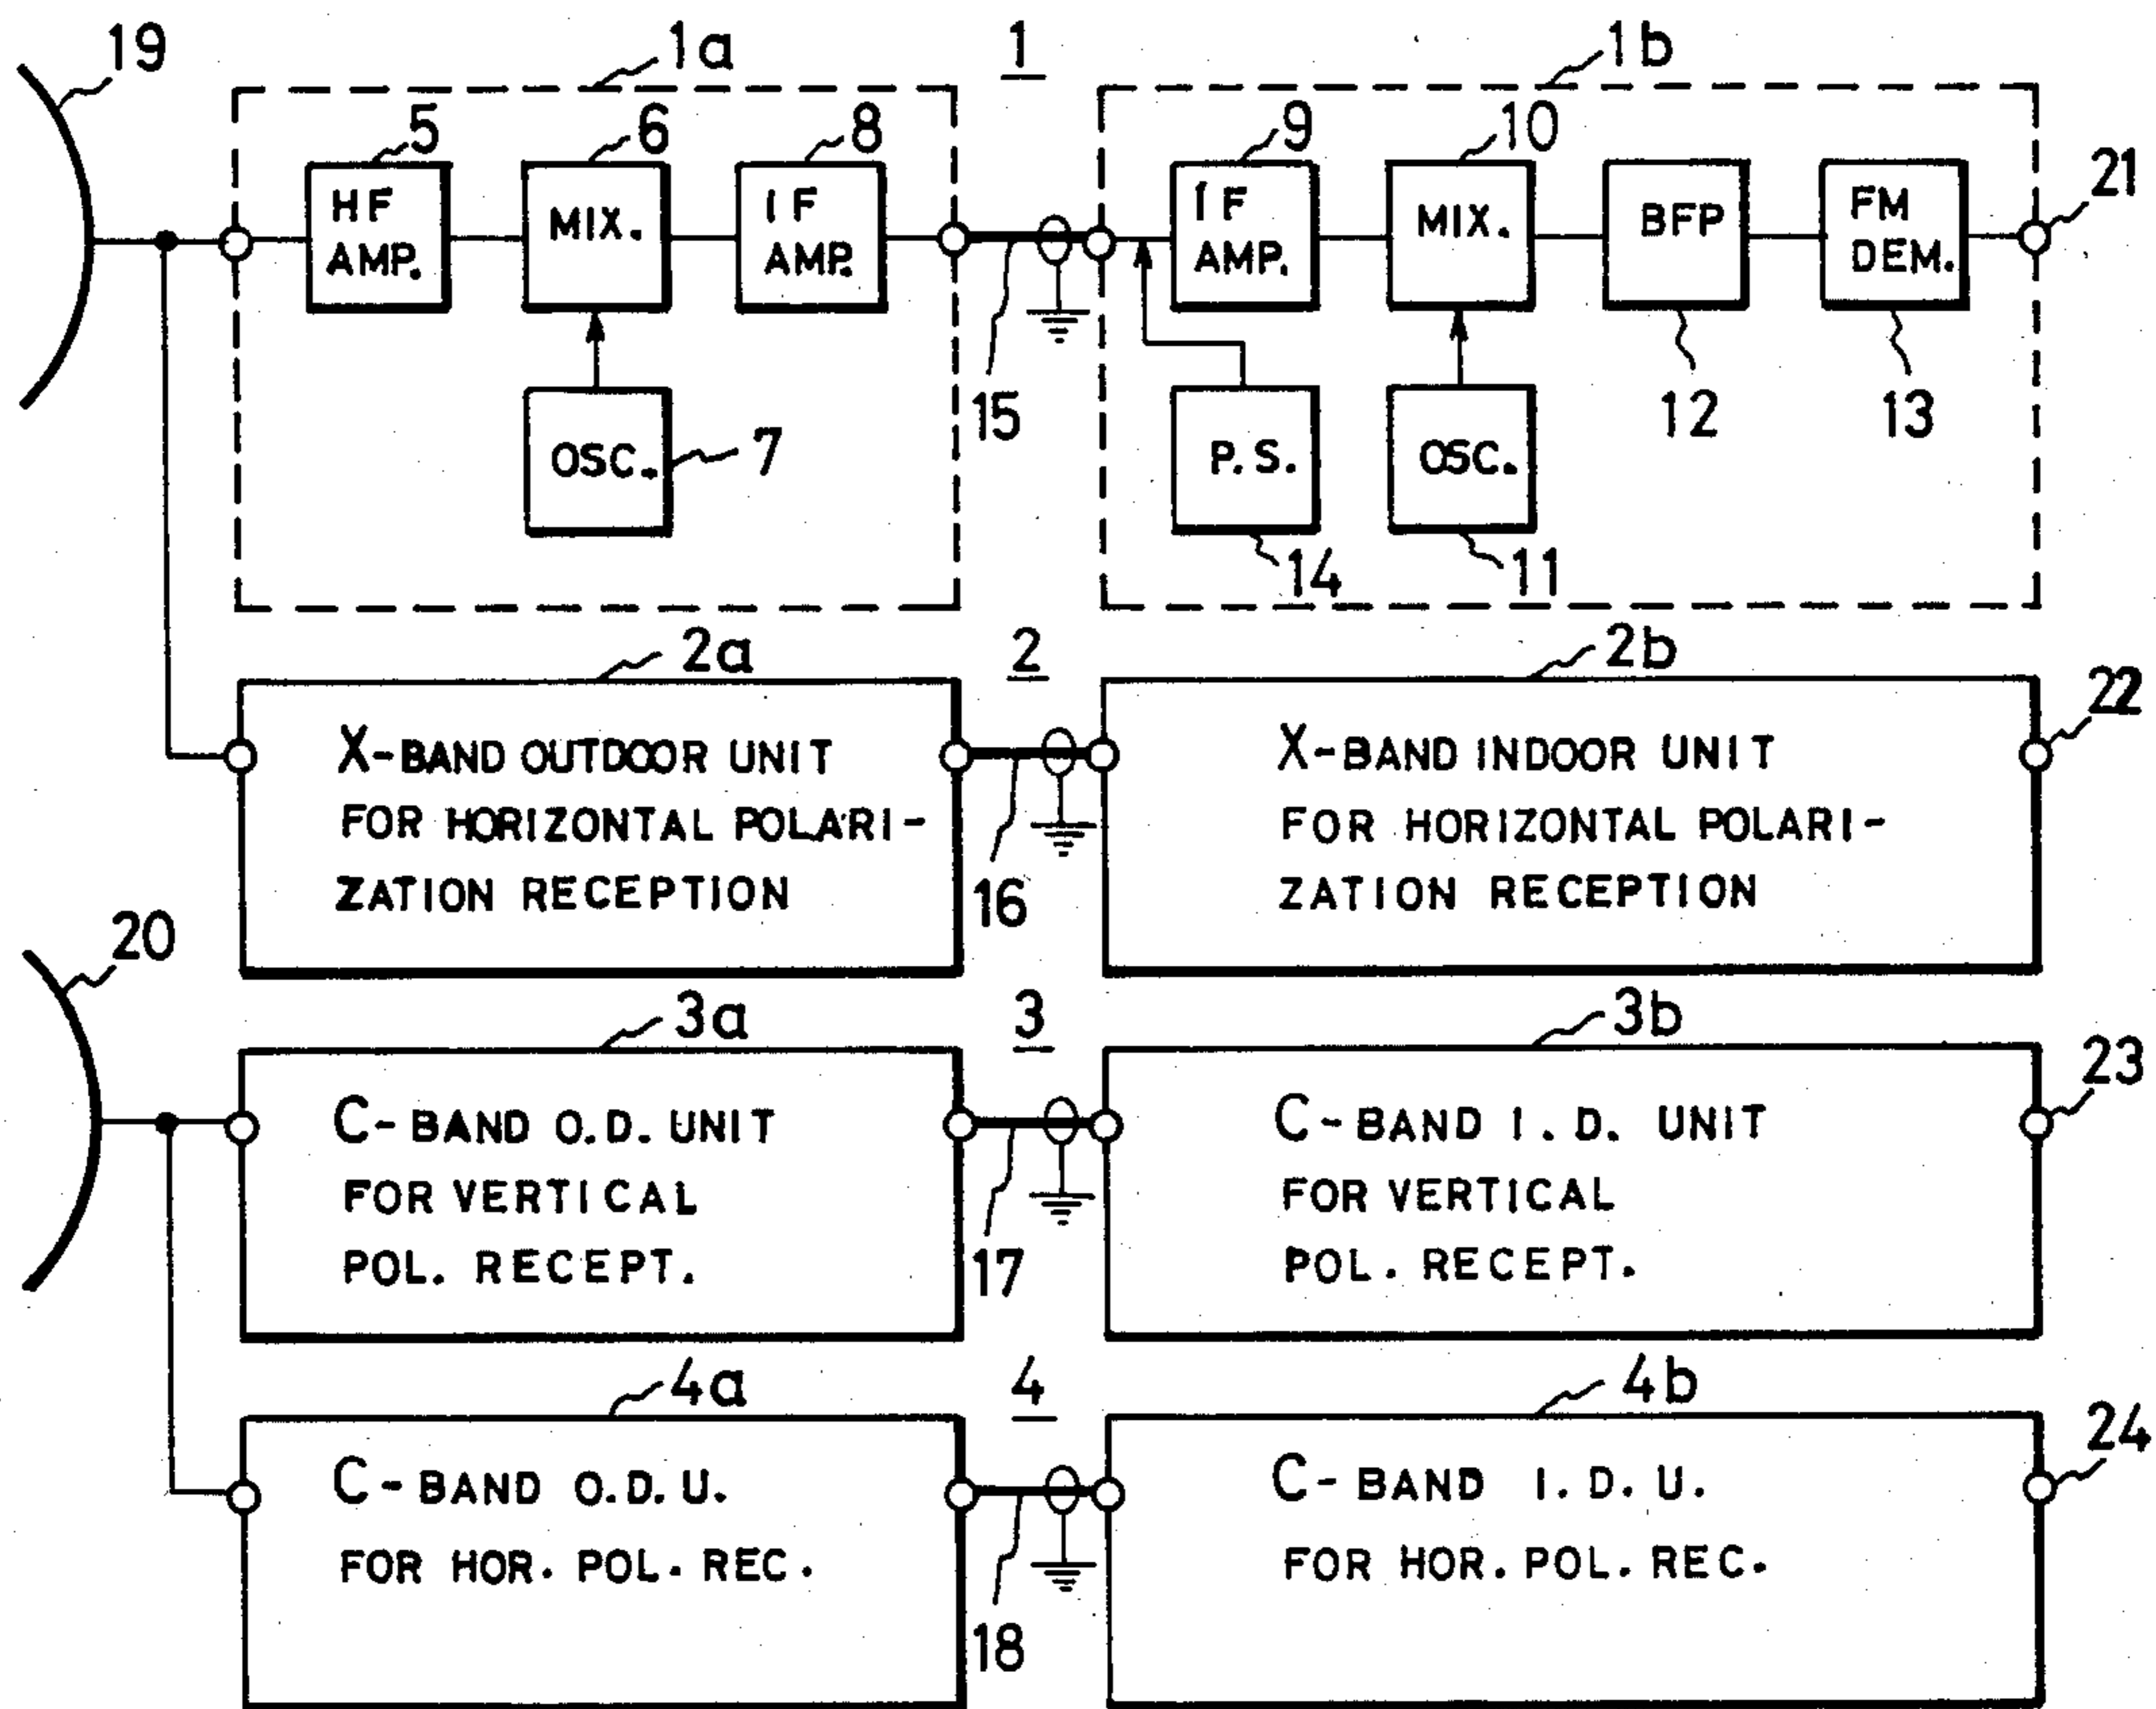 19
1a
1
1b
5
6
8
9
10
21
HF
AMP.
MIX.
IF
AMP.
IF
AMP.
MIX.
BFP
FM
DEM.
OSC.
7
15
P.S.
OSC.
12
13
14
11
2a
2
2b
22
X-BAND OUTDOOR UNIT
FOR HORIZONTAL POLARI-
ZATION RECEPTION
16
X-BAND INDOOR UNIT
FOR HORIZONTAL POLARI-
ZATION RECEPTION
20
3a
3
3b
23
C-BAND O.D. UNIT
FOR VERTICAL
POL. RECEPT.
17
C-BAND I.D. UNIT
FOR VERTICAL
POL. RECEPT.
4a
4
4b
24
C-BAND O.D.U.
FOR HOR. POL. REC.
18
C-BAND I.D.U.
FOR HOR. POL. REC.